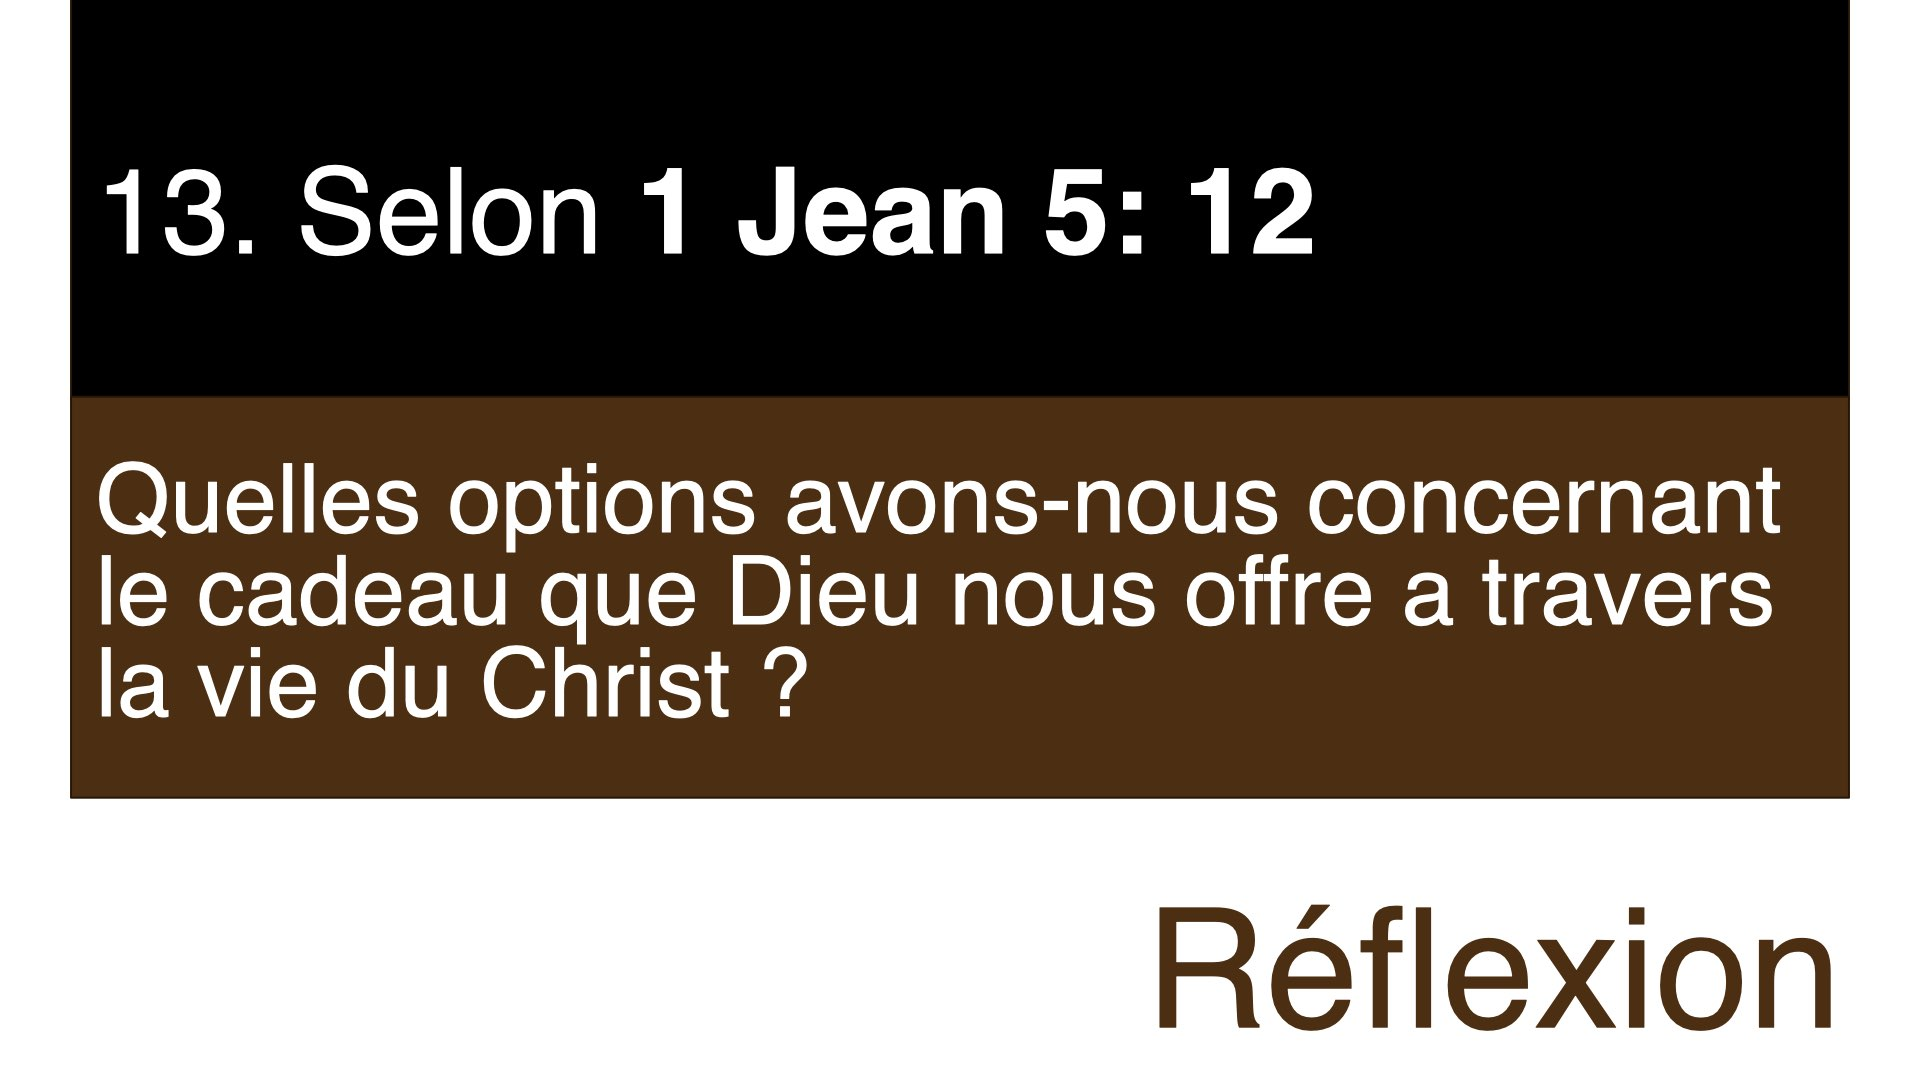 13. Selon 1 Jean 5: 12
Quelles options avons-nous concernant
le cadeau que Dieu nous offre a travers
la vie du Christ ?
Réflexion